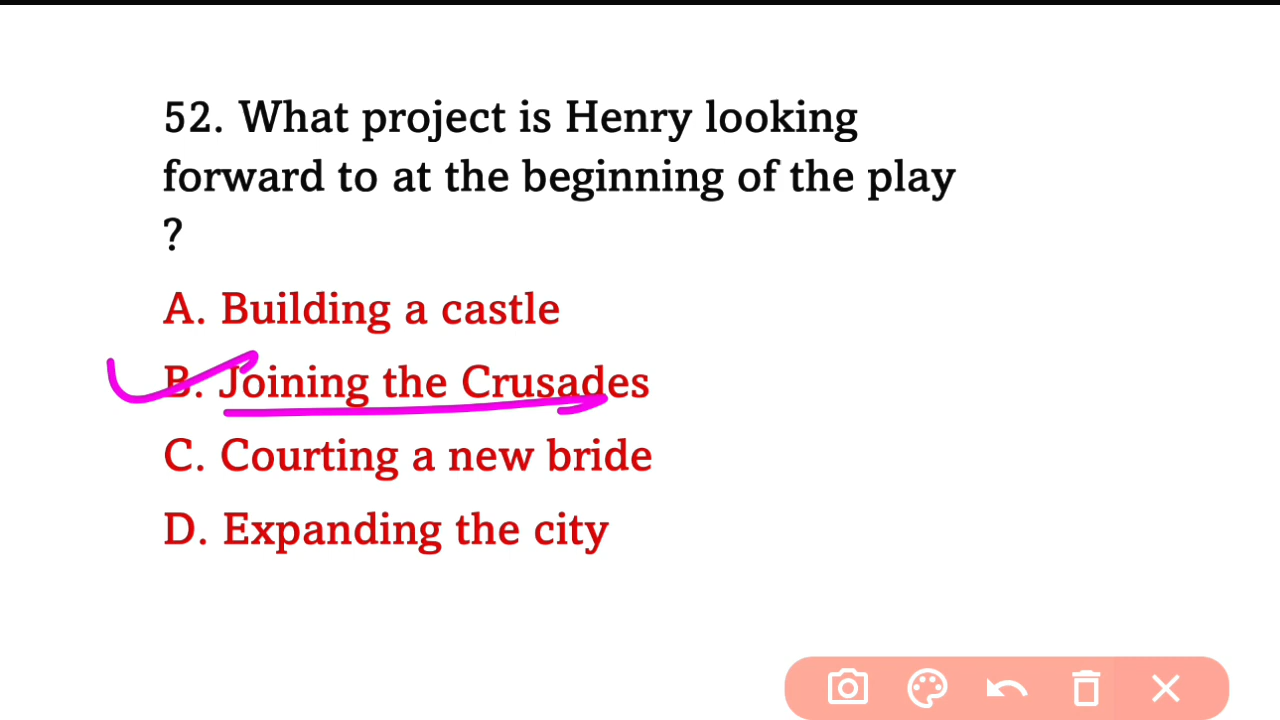 52. What project is Henry looking
forward to at the beginning of the play
?
A. Building a castle
B. Joining the Crusades
C. Courting a new bride
D. Expanding the city